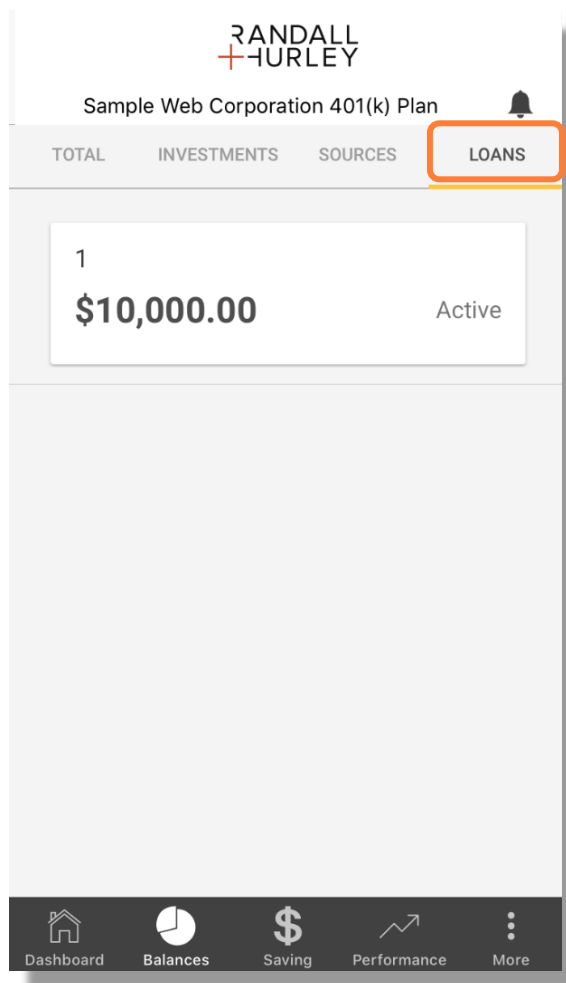 RANDALL
HURLEY
Sample Web Corporation 401(k) Plan
TOTAL INVESTMENTS SOURCES LOANS
1
$10,000.00 Active
Dashboard Balances Saving Performance More